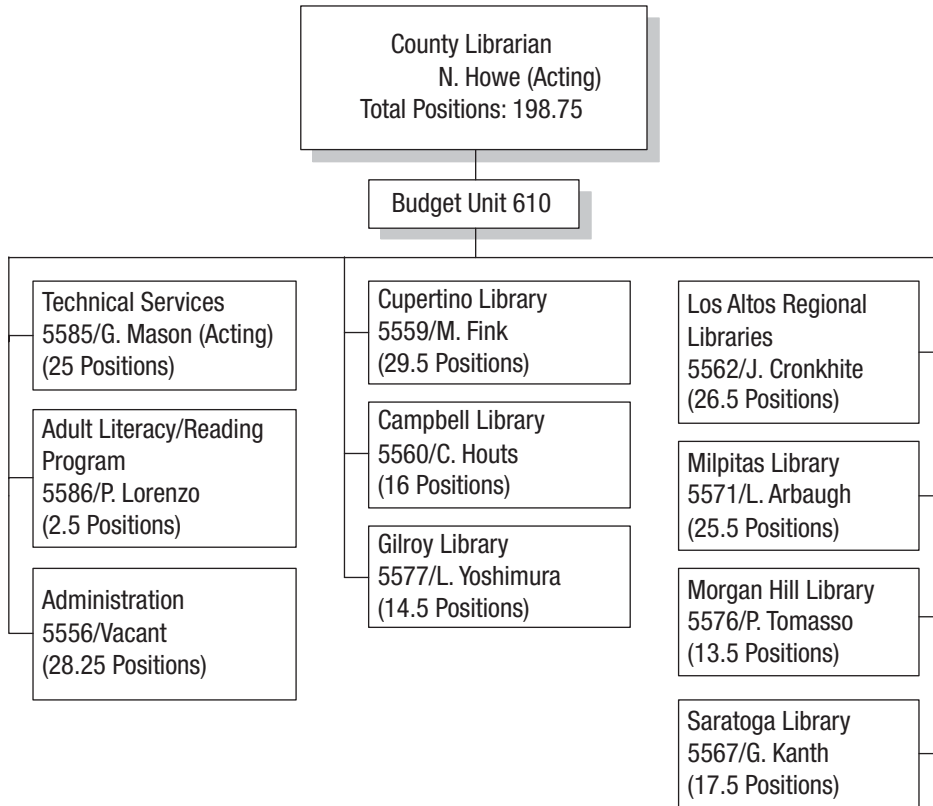 County Librarian
N. Howe (Acting)
Total Positions: 198.75
Budget Unit 610
Technical Services
5585/G. Mason (Acting)
(25 Positions)
Adult Literacy/Reading
Program
5586/P. Lorenzo
(2.5 Positions)
Administration
5556/Vacant
(28.25 Positions)
Cupertino Library
5559/M. Fink
(29.5 Positions)
Campbell Library
5560/C. Houts
(16 Positions)
Gilroy Library
5577/L. Yoshimura
(14.5 Positions)
Los Altos Regional
Libraries
5562/J. Cronkhite
(26.5 Positions)
Milpitas Library
5571/L. Arbaugh
(25.5 Positions)
Morgan Hill Library
5576/P. Tomasso
(13.5 Positions)
Saratoga Library
5567/G. Kanth
(17.5 Positions)